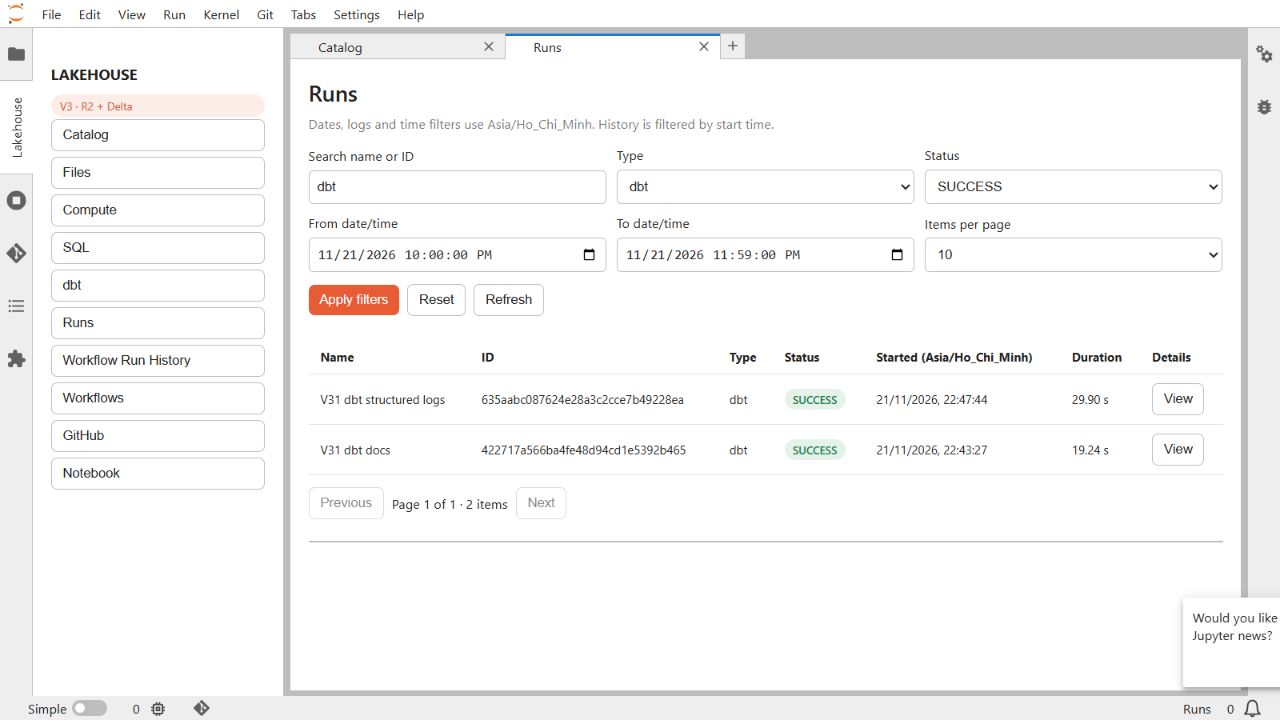 File Edit View Run Kernel Git Tabs Settings Help
Catalog
Runs
Lakehouse
LAKEHOUSE
V3 · R2 + Delta
Catalog
Files
Compute
SQL
dbt
Runs
Workflow Run History
Workflows
GitHub
Notebook
Runs
Dates, logs and time filters use Asia/Ho_Chi_Minh. History is filtered by start time.
Search name or ID Type Status
dbt dbt SUCCESS
From date/time To date/time Items per page
11/21/2026 10:00:00 PM 11/21/2026 11:59:00 PM 10
Apply filters Reset Refresh
Name ID Type Status Started (Asia/Ho_Chi_Minh) Duration Details
V31 dbt structured logs 635aabc087624e28a3c2cce7b49228ea dbt SUCCESS 21/11/2026, 22:47:44 29.90 s View
V31 dbt docs 422717a566ba4fe48d94cd1e5392b465 dbt SUCCESS 21/11/2026, 22:43:27 19.24 s View
Previous Page 1 of 1 · 2 items Next
Would you like
Jupyter news?
Simple 0 Runs 0